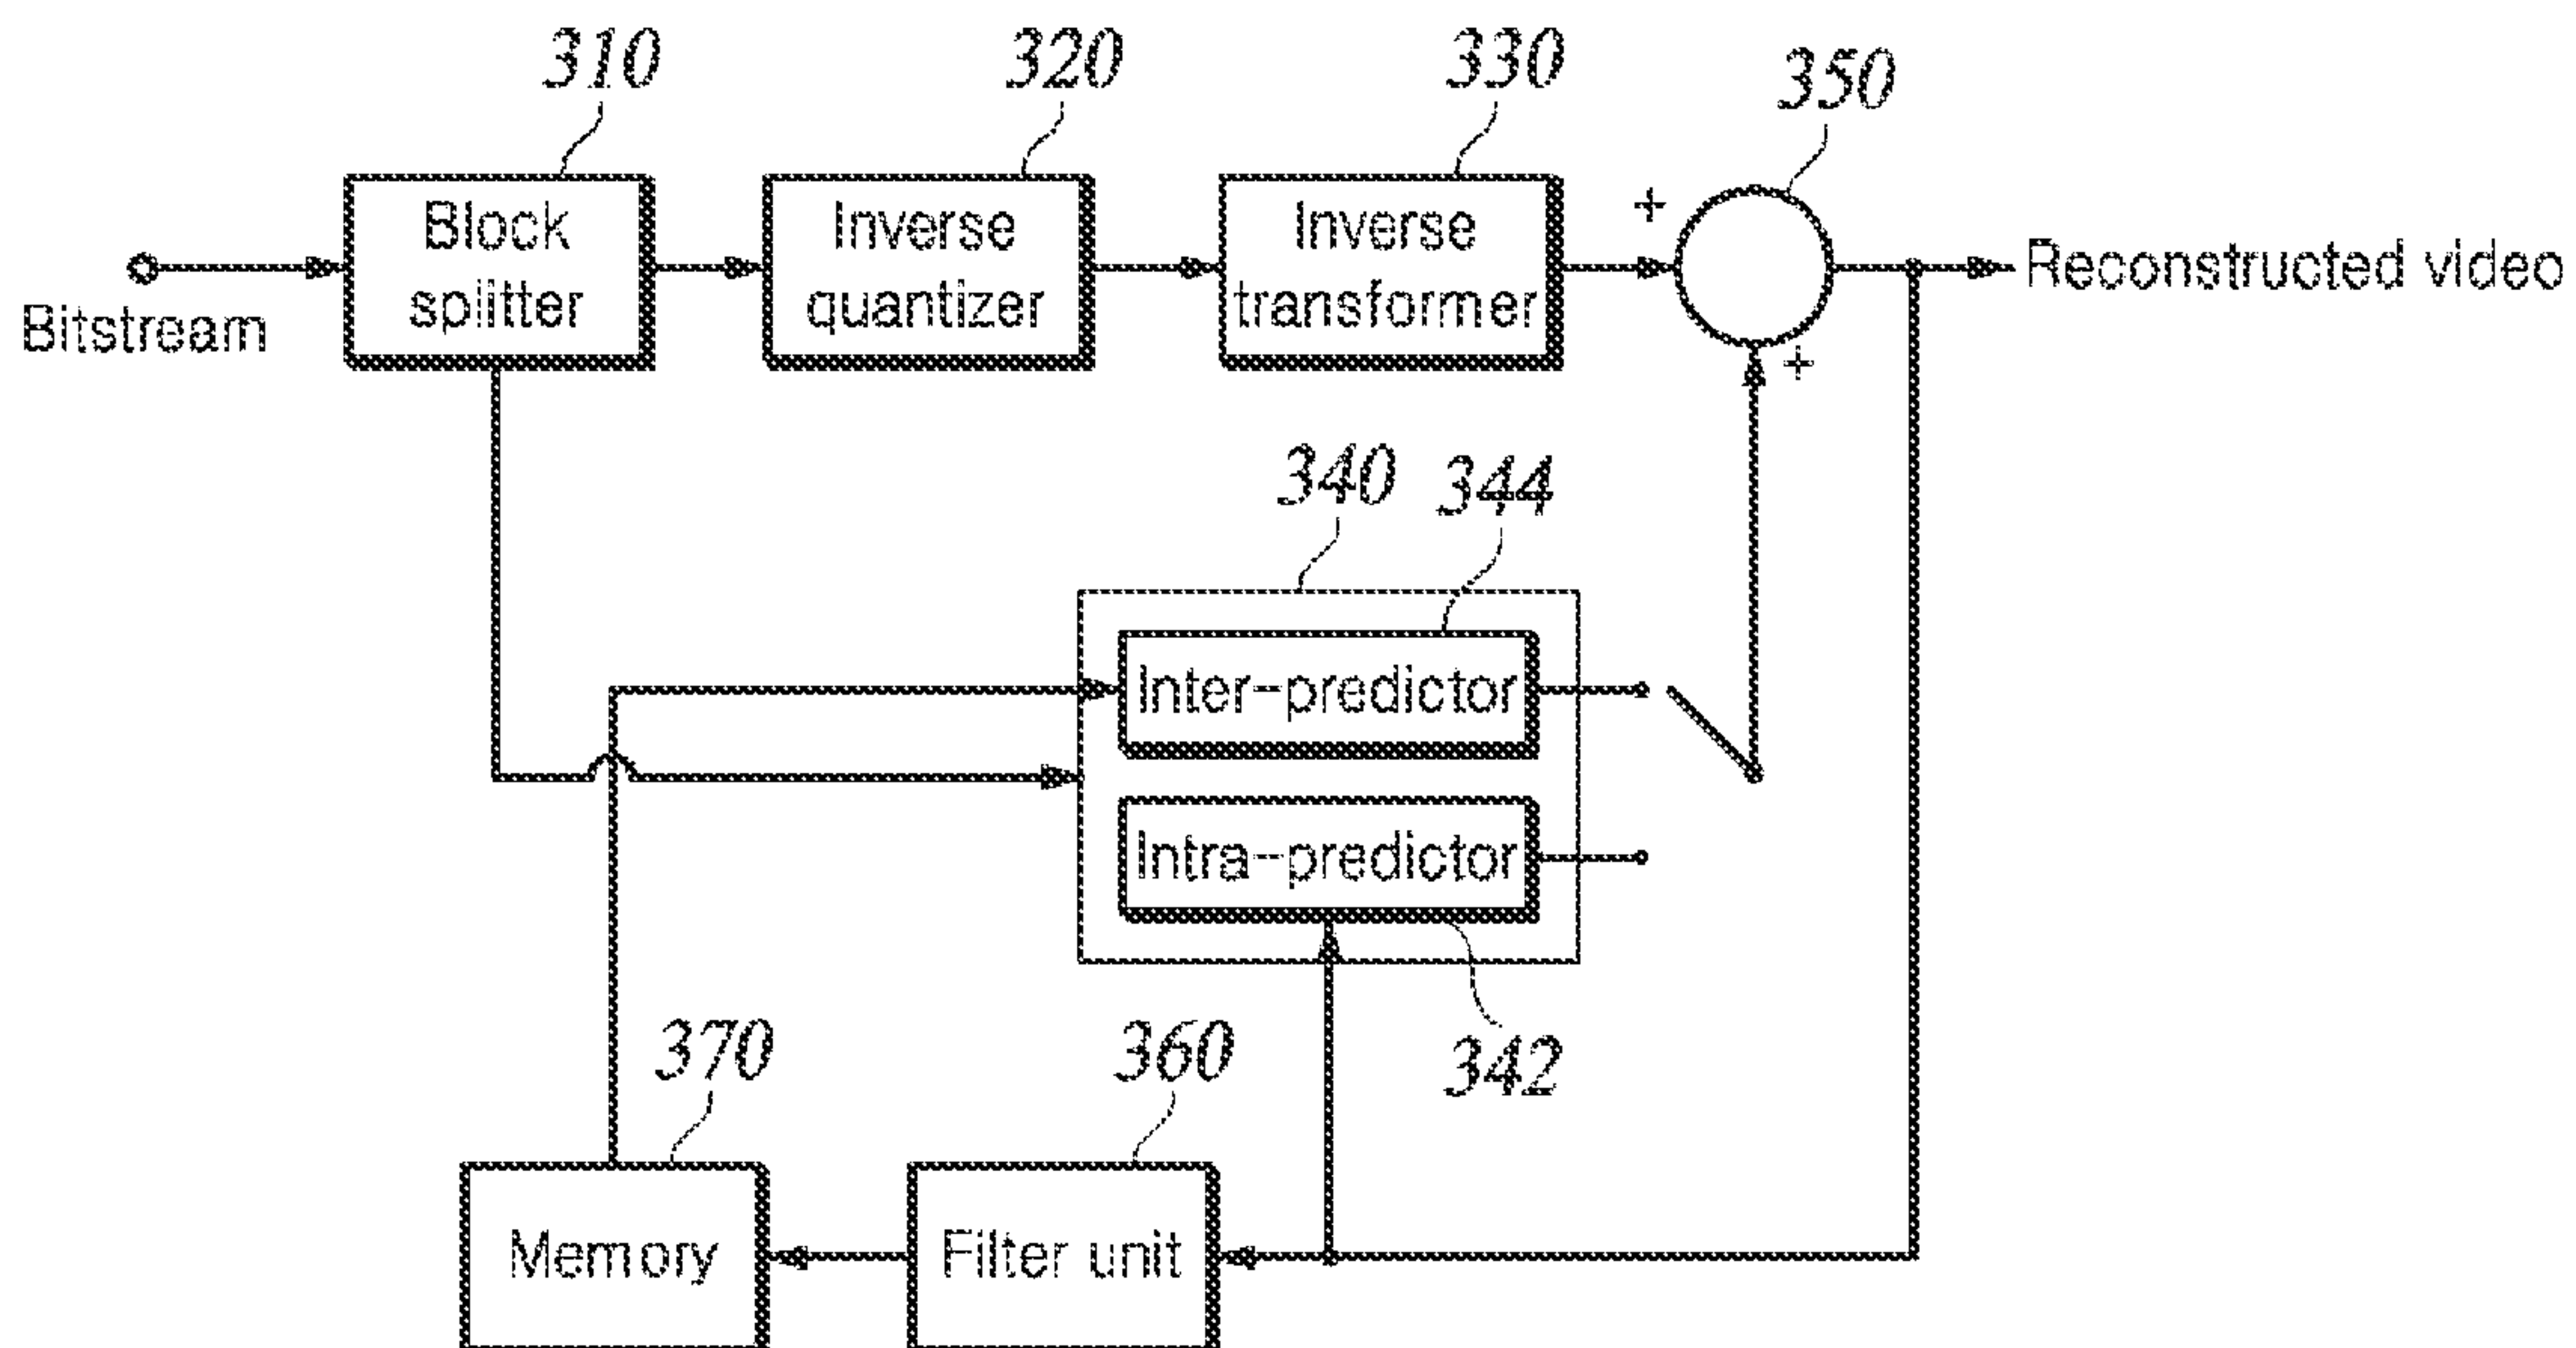 310
320
330
350
Block
splitter
Inverse
quantizer
Inverse
transformer
+
Reconstructed video
Bitstream
+
340
344
Inter-predictor
Intra-predictor
342
370
360
Memory
Filter unit